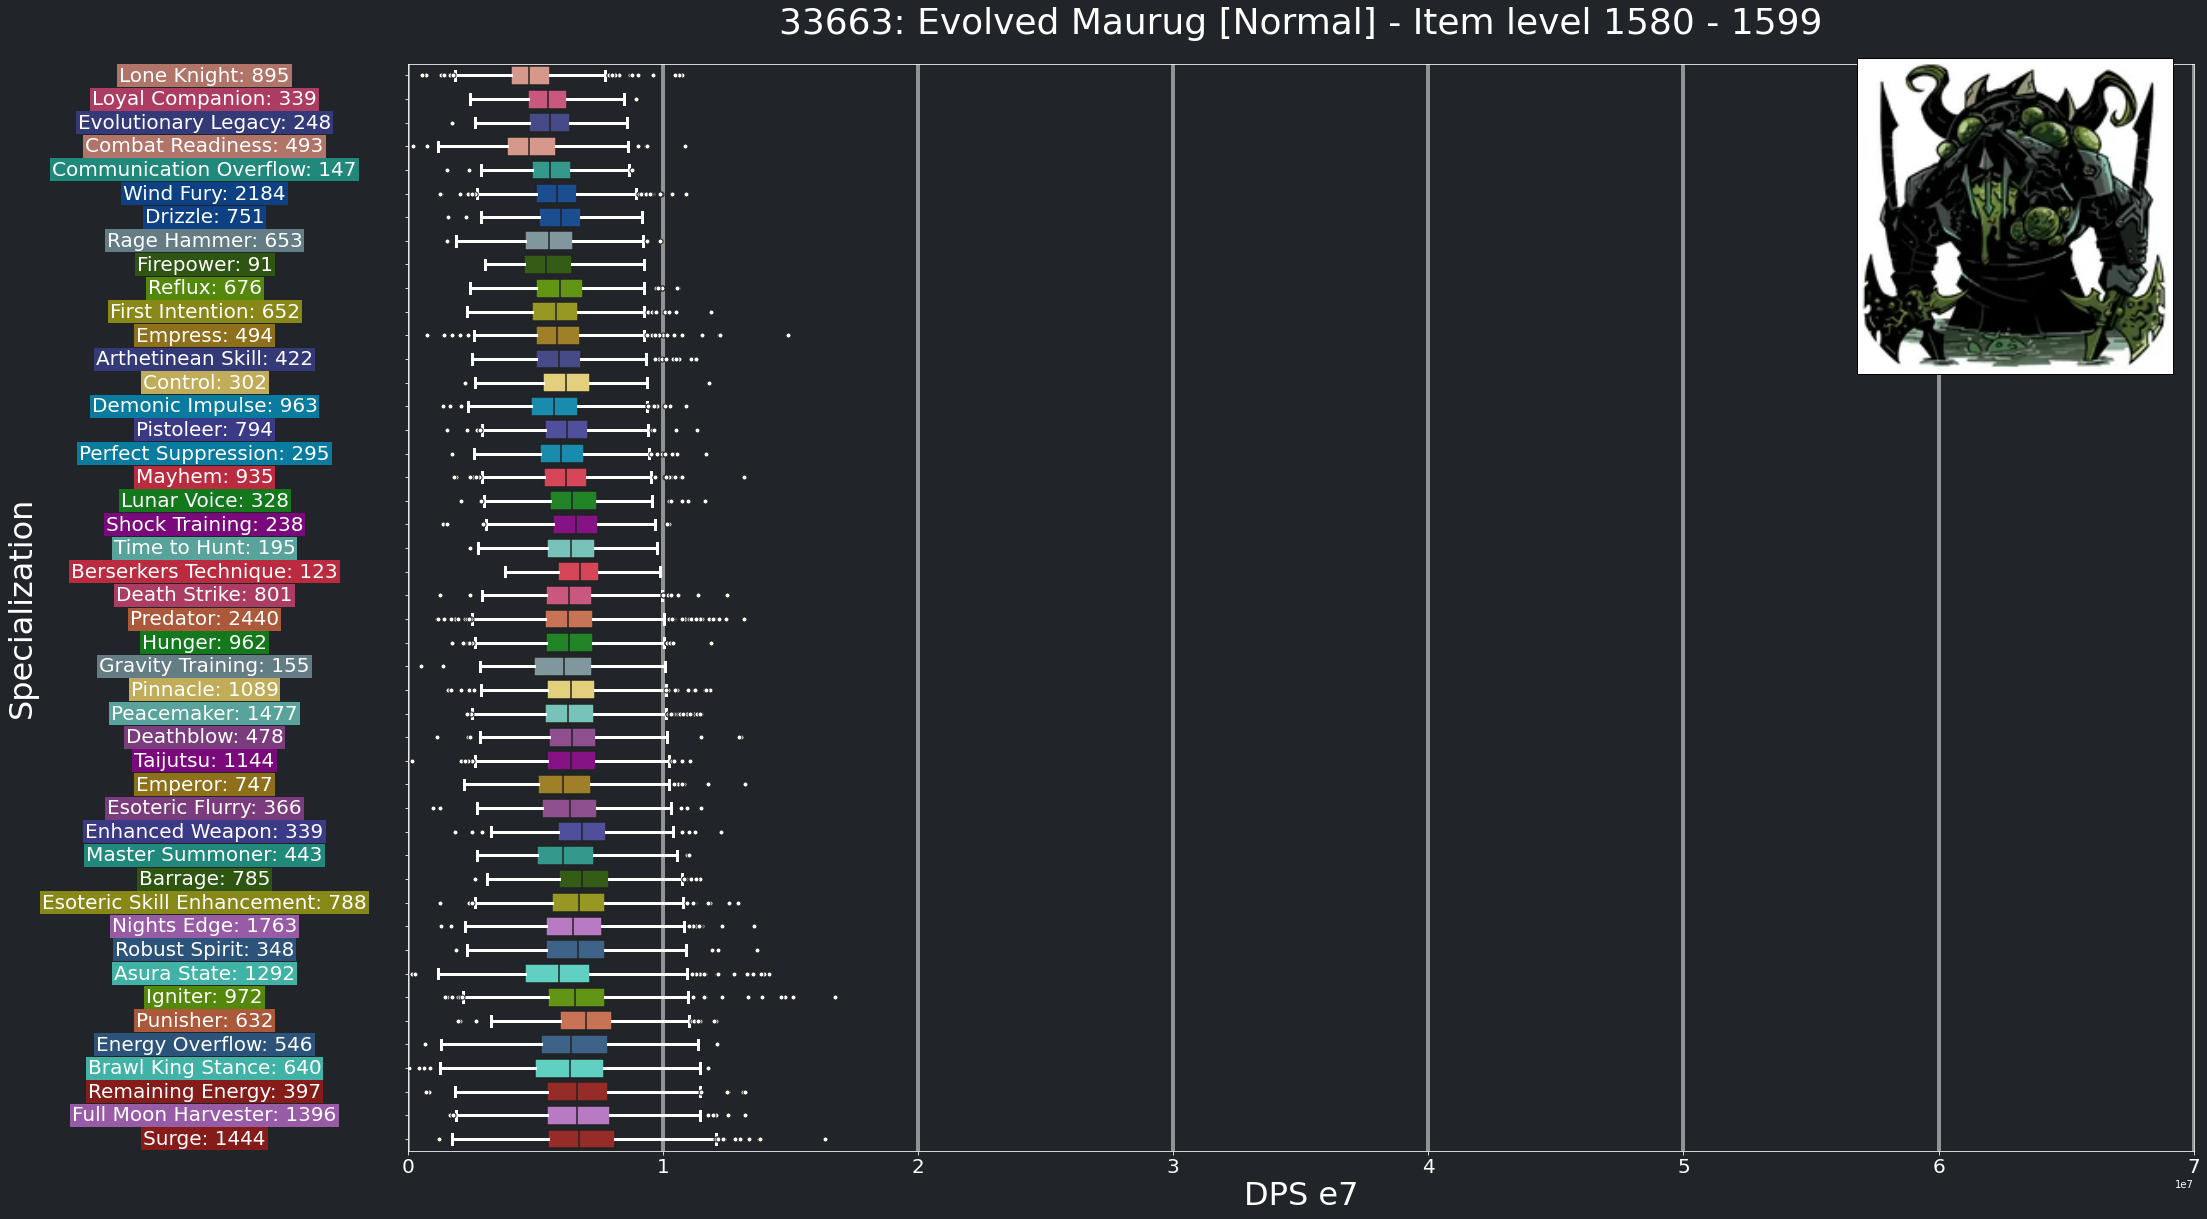 33663: Evolved Maurug [Normal] - Item level 1580 - 1599
Lone Knight: 895
Loyal Companion: 339
Evolutionary Legacy: 248
Combat Readiness: 493
Communication Overflow: 147
Wind Fury: 2184
Drizzle: 751
Rage Hammer: 653
Firepower: 91
Reflux: 676
First Intention: 652
Empress: 494
Arthetinean Skill: 422
Control: 302
Demonic Impulse: 963
Pistoleer: 794
Perfect Suppression: 295
Mayhem: 935
Lunar Voice: 328
Shock Training: 238
Time to Hunt: 195
Berserkers Technique: 123
Death Strike: 801
Predator: 2440
Hunger: 962
Gravity Training: 155
Pinnacle: 1089
Peacemaker: 1477
Deathblow: 478
Taijutsu: 1144
Emperor: 747
Esoteric Flurry: 366
Enhanced Weapon: 339
Master Summoner: 443
Barrage: 785
Esoteric Skill Enhancement: 788
Nights Edge: 1763
Robust Spirit: 348
Asura State: 1292
Igniter: 972
Punisher: 632
Energy Overflow: 546
Brawl King Stance: 640
Remaining Energy: 397
Full Moon Harvester: 1396
Surge: 1444
Specialization
0 1 2 3 4 5 6 7
1e7
DPS e7